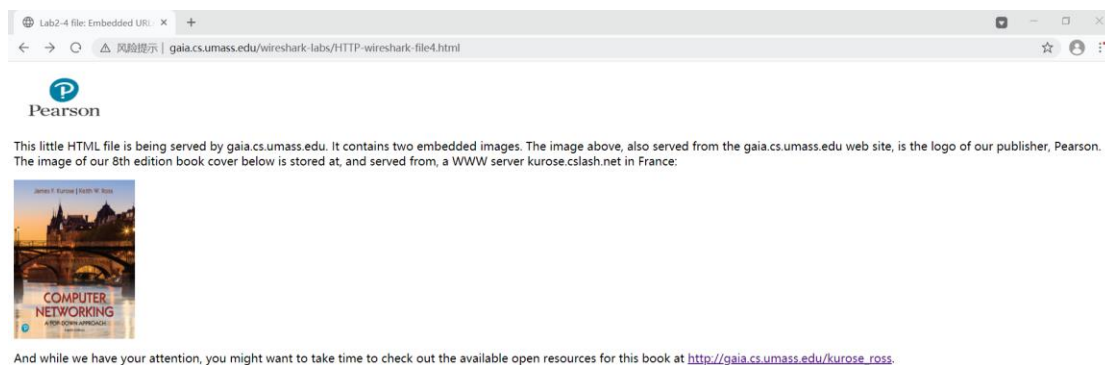 Lab2-4 file: Embedded URL
风险提示 | gaia.cs.umass.edu/wireshark-labs/HTTP-wireshark-file4.html
Pearson
This little HTML file is being served by gaia.cs.umass.edu. It contains two embedded images. The image above, also served from the gaia.cs.umass.edu web site, is the logo of our publisher, Pearson.
The image of our 8th edition book cover below is stored at, and served from, a WWW server kurose.cslash.net in France:
James F. Kurose | Keith W. Ross
COMPUTER
NETWORKING
A TOP-DOWN APPROACH
And while we have your attention, you might want to take time to check out the available open resources for this book at http://gaia.cs.umass.edu/kurose_ross.